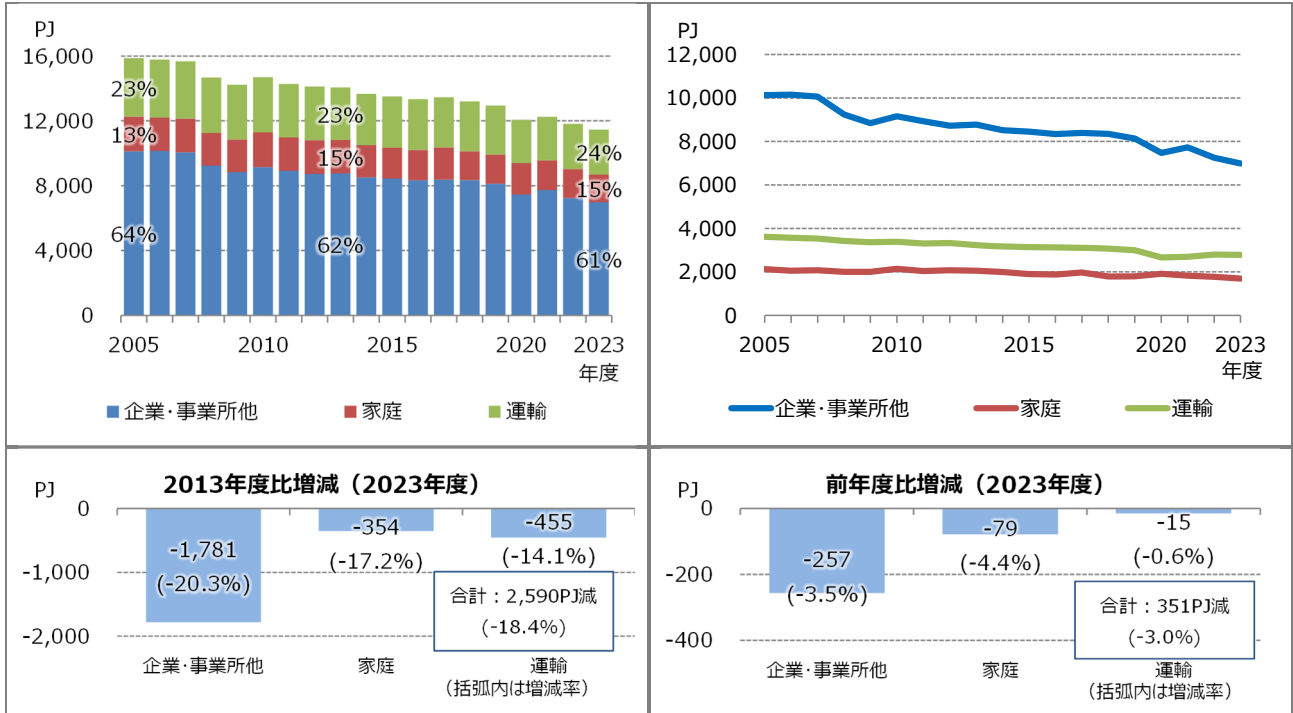 PJ
16,000
12,000
8,000
4,000
0
23%
13%
64%
23%
15%
62%
24%
15%
61%
2005
2010
2015
2020
2023
年度
企業･事業所他
家庭
運輸
PJ
12,000
10,000
8,000
6,000
4,000
2,000
0
2005
2010
2015
2020
2023
年度
企業･事業所他
家庭
運輸
2013年度比増減（2023年度）
PJ
0
-1,000
-2,000
-1,781
(-20.3%)
-354
(-17.2%)
-455
(-14.1%)
合計：2,590PJ減
(-18.4%)
企業･事業所他
家庭
運輸
（括弧内は増減率）
前年度比増減（2023年度）
PJ
0
-200
-400
-257
(-3.5%)
-79
(-4.4%)
-15
(-0.6%)
合計：351PJ減
(-3.0%)
企業･事業所他
家庭
運輸
（括弧内は増減率）